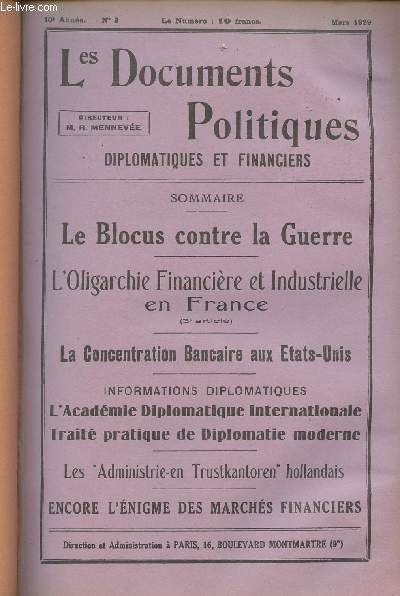 le-livre.com
10e Année. N° 3 Le Numéro : 10 francs. Mars 1929.
Les Documents
DIRECTEUR :
M. R. MENNEVÉE
Politiques
DIPLOMATIQUES ET FINANCIERS
SOMMAIRE
Le Blocus contre la Guerre
L'Oligarchie Financière et Industrielle
en France
(3e article)
La Concentration Bancaire aux Etats-Unis
INFORMATIONS DIPLOMATIQUES
L'Académie Diplomatique Internationale
Traité pratique de Diplomatie moderne
Les "Administrie-en Trustkantoren" hollandais
ENCORE L'ÉNIGME DES MARCHÉS FINANCIERS
Direction et Administration à PARIS, 16, BOULEVARD MONTMARTRE (9e)